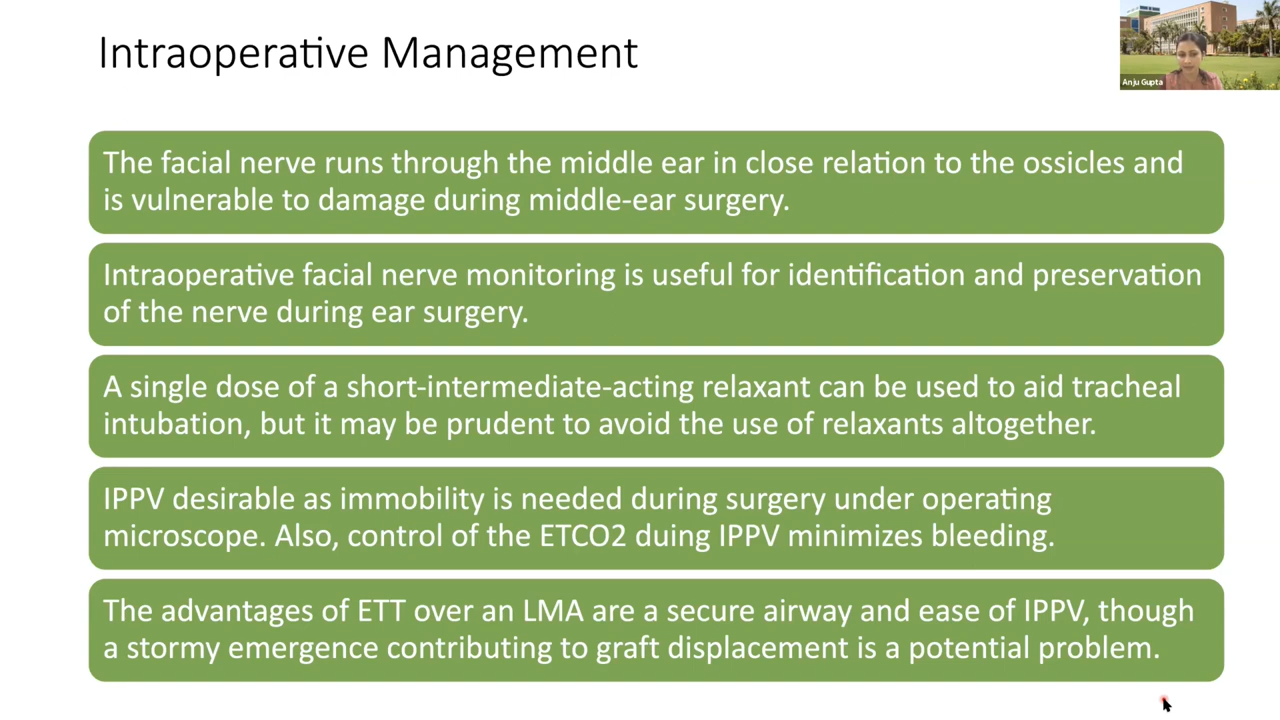 Intraoperative Management
Anju Gupta
The facial nerve runs through the middle ear in close relation to the ossicles and
is vulnerable to damage during middle-ear surgery.
Intraoperative facial nerve monitoring is useful for identification and preservation
of the nerve during ear surgery.
A single dose of a short-intermediate-acting relaxant can be used to aid tracheal
intubation, but it may be prudent to avoid the use of relaxants altogether.
IPPV desirable as immobility is needed during surgery under operating
microscope. Also, control of the ETCO2 duing IPPV minimizes bleeding.
The advantages of ETT over an LMA are a secure airway and ease of IPPV, though
a stormy emergence contributing to graft displacement is a potential problem.